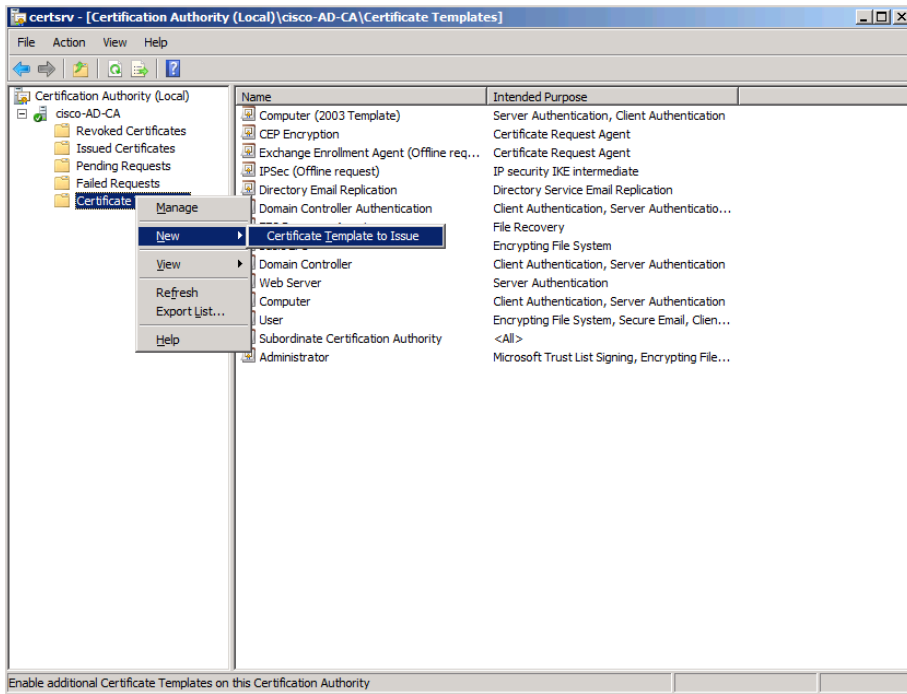 certsrv - [Certification Authority (Local)\cisco-AD-CA\Certificate Templates]
File Action View Help
Certification Authority (Local)
cisco-AD-CA
Revoked Certificates
Issued Certificates
Pending Requests
Failed Requests
Certificate
Manage
New
Certificate Template to Issue
View
Refresh
Export List...
Help
Name Intended Purpose
Computer (2003 Template) Server Authentication, Client Authentication
CEP Encryption Certificate Request Agent
Exchange Enrollment Agent (Offline req... Certificate Request Agent
IPSec (Offline request) IP security IKE intermediate
Directory Email Replication Directory Service Email Replication
Domain Controller Authentication Client Authentication, Server Authenticatio...
File Recovery
Encrypting File System
Domain Controller Client Authentication, Server Authentication
Web Server Server Authentication
Computer Client Authentication, Server Authentication
User Encrypting File System, Secure Email, Clien...
Subordinate Certification Authority <All>
Administrator Microsoft Trust List Signing, Encrypting File...
Enable additional Certificate Templates on this Certification Authority